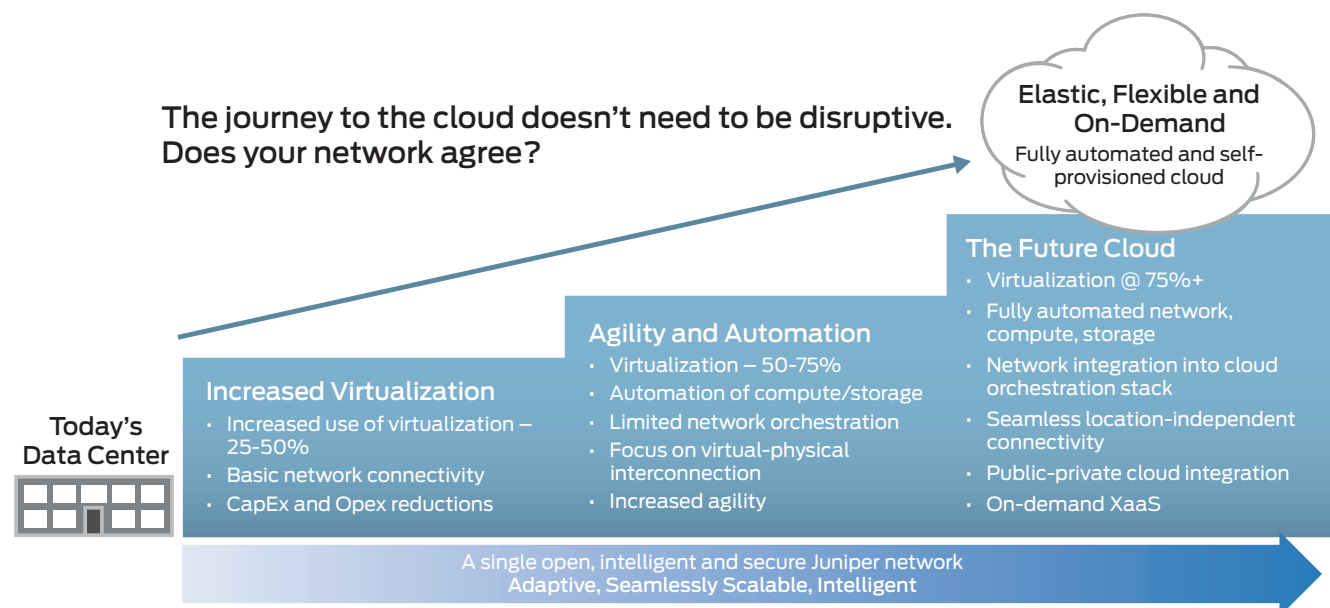 The journey to the cloud doesn’t need to be disruptive.
Does your network agree?
Elastic, Flexible and
On-Demand
Fully automated and self-
provisioned cloud
Today’s
Data Center
Increased Virtualization
· Increased use of virtualization –
25-50%
· Basic network connectivity
· CapEx and Opex reductions
Agility and Automation
· Virtualization – 50-75%
· Automation of compute/storage
· Limited network orchestration
· Focus on virtual-physical
interconnection
· Increased agility
The Future Cloud
· Virtualization @ 75%+
· Fully automated network,
compute, storage
· Network integration into cloud
orchestration stack
· Seamless location-independent
connectivity
· Public-private cloud integration
· On-demand XaaS
A single open, intelligent and secure Juniper network
Adaptive, Seamlessly Scalable, Intelligent